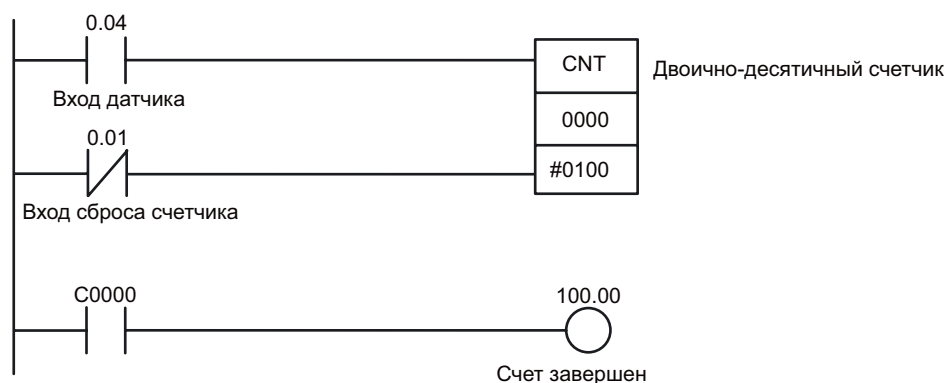 0.04
CNT
Двоично-десятичный счетчик
Вход датчика
0000
0.01
#0100
Вход сброса счетчика
C0000
100.00
Счет завершен